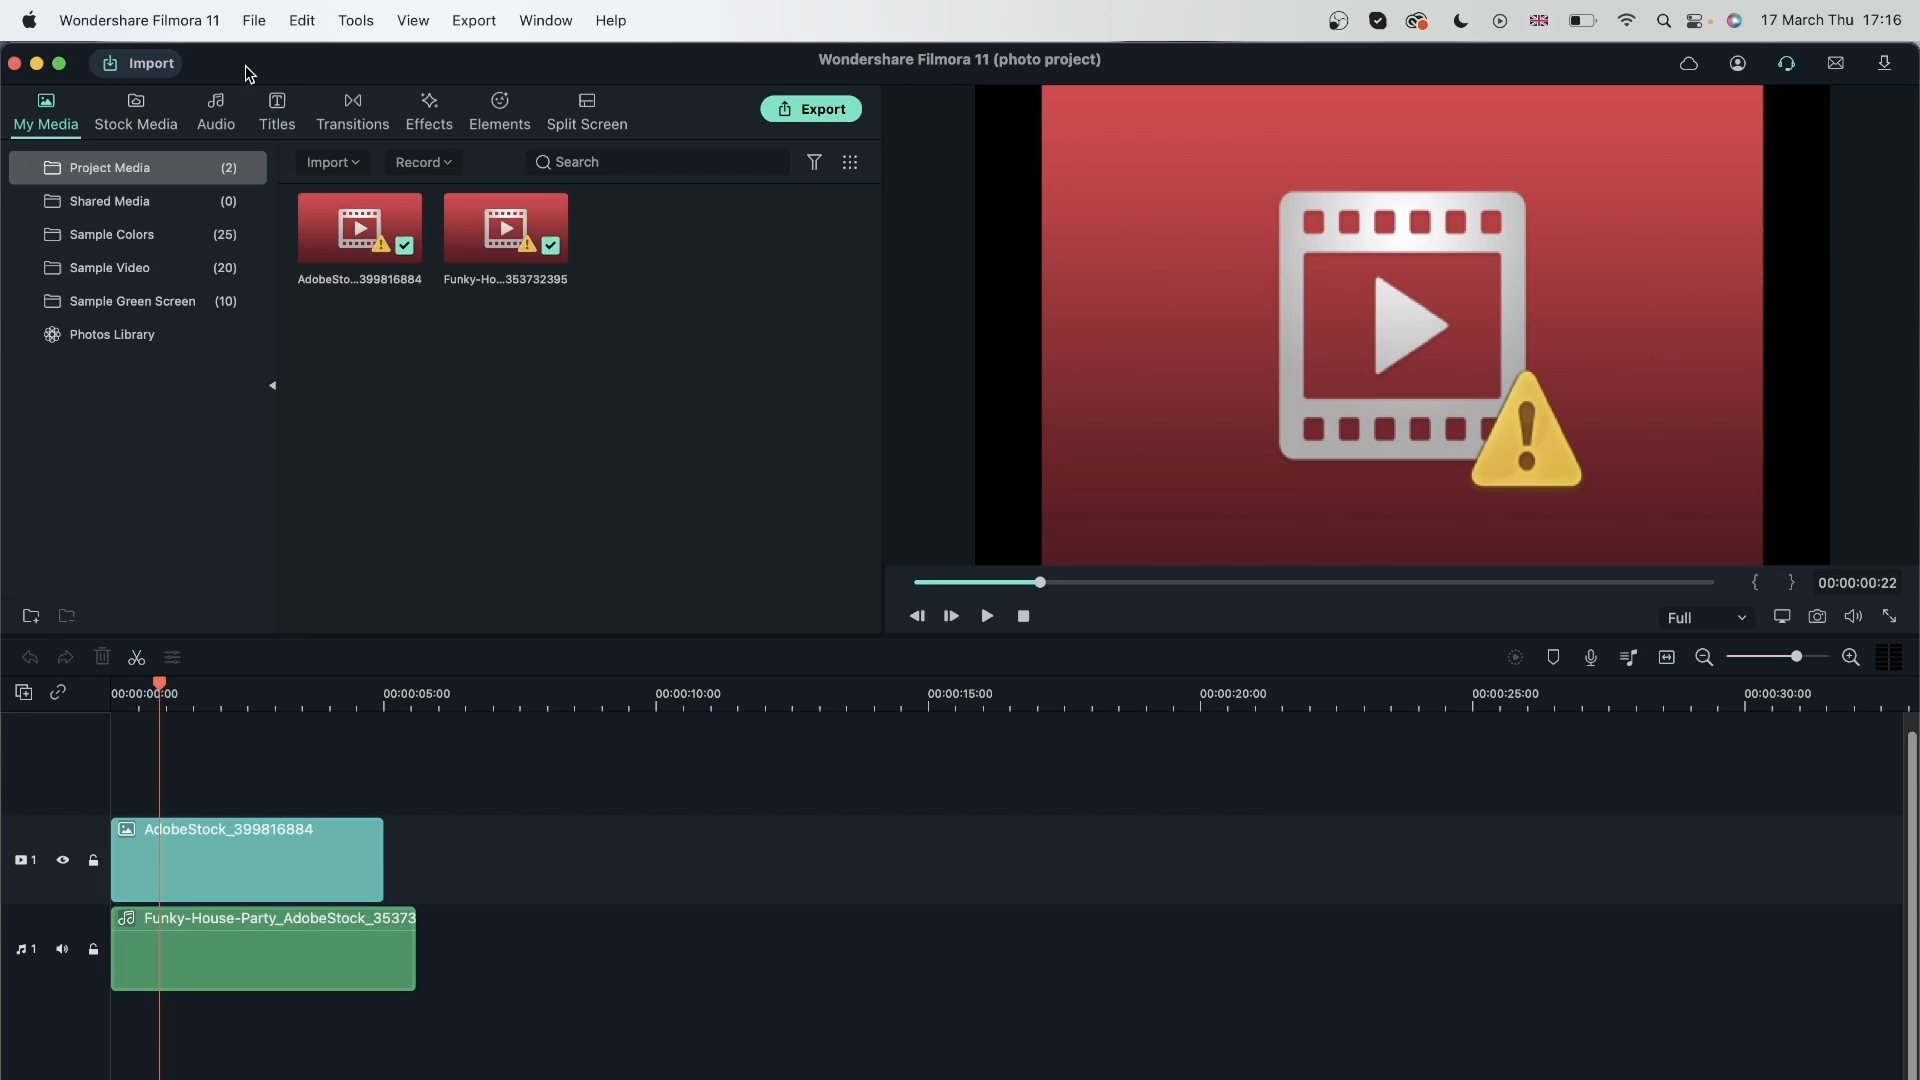 Wondershare Filmora 11 File Edit Tools View Export Window Help 17 March Thu 17:16
Import Wondershare Filmora 11 (photo project)
My Media Stock Media Audio Titles Transitions Effects Elements Split Screen Export
Project Media (2)
Shared Media (0)
Sample Colors (25)
Sample Video (20)
Sample Green Screen (10)
Photos Library
Import Record Search
AdobeSto...399816884 Funky-Ho...353732395
{ } 00:00:00:22
Full
00:00:00:00 00:00:05:00 00:00:10:00 00:00:15:00 00:00:20:00 00:00:25:00 00:00:30:00
AdobeStock_399816884
1
Funky-House-Party_AdobeStock_35373
1